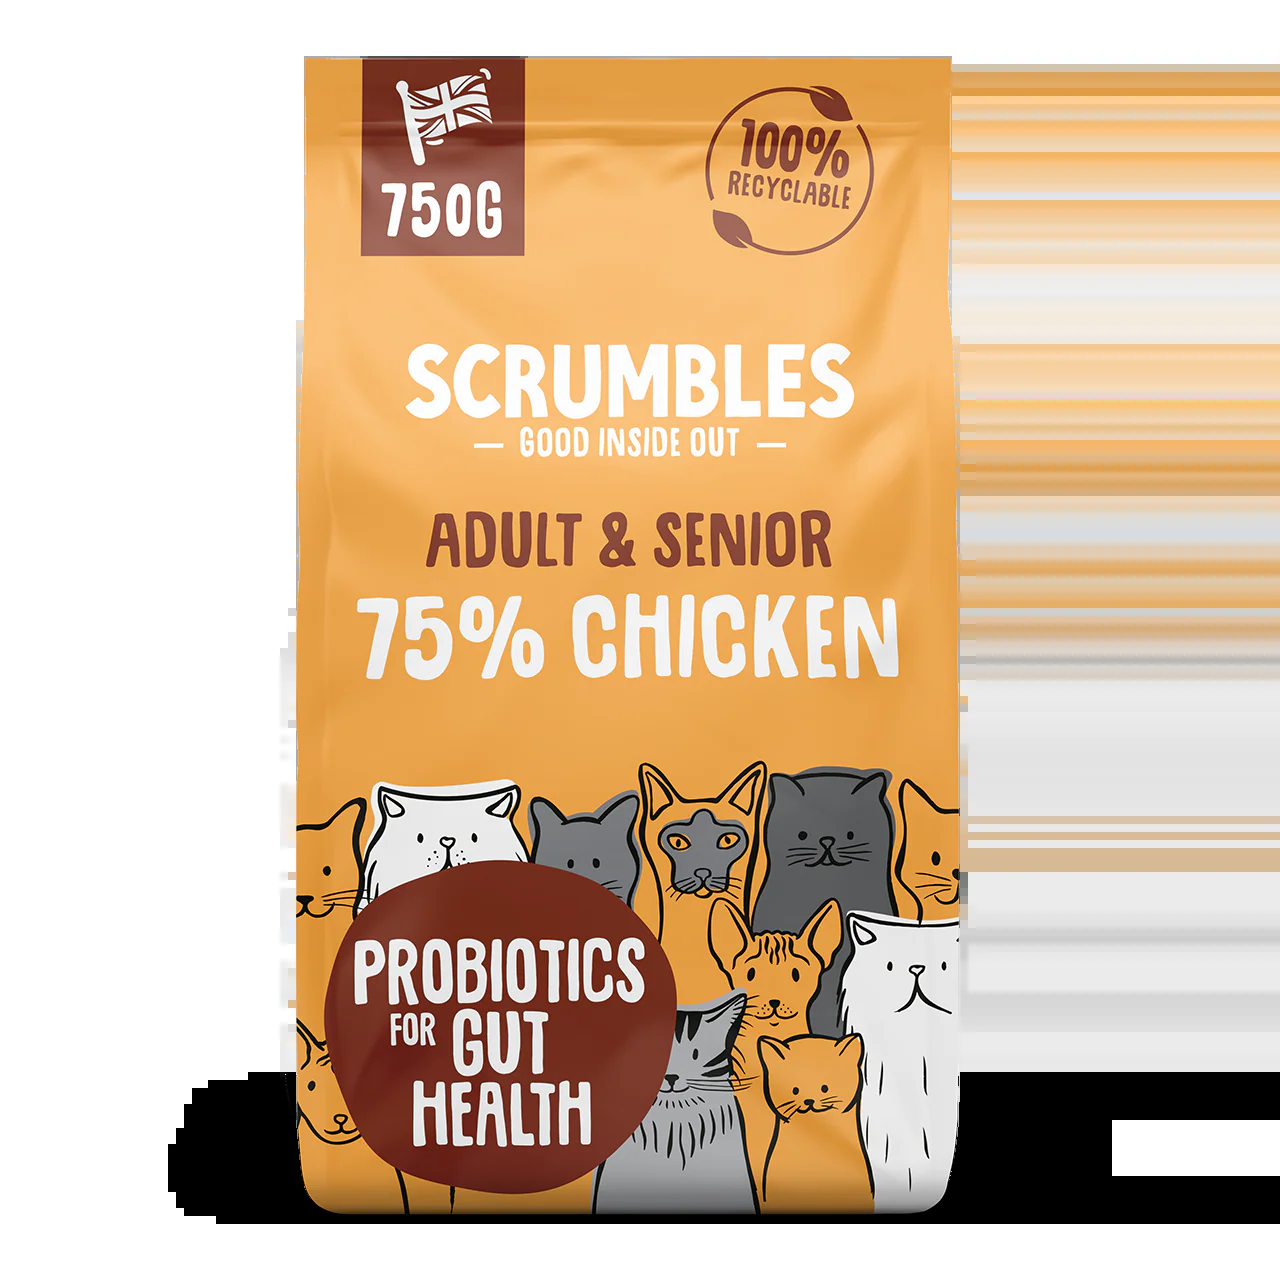 750G
100%
RECYCLABLE
SCRUMBLES
— GOOD INSIDE OUT —
ADULT & SENIOR
75% CHICKEN
PROBIOTICS
FOR GUT
HEALTH